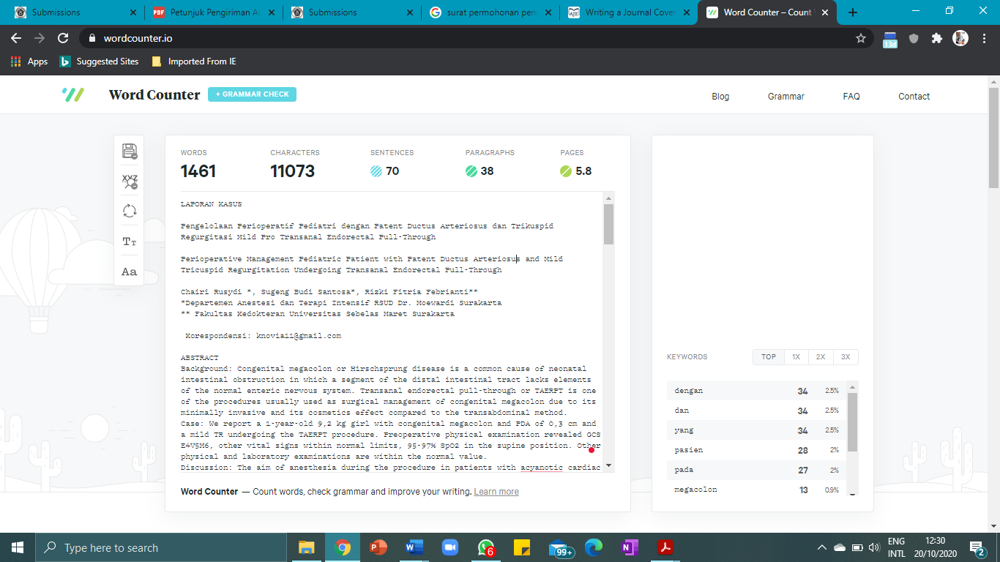 Submissions
Petunjuk Pengiriman Ar
Submissions
surat permohonan pen
Writing a Journal Cover
Word Counter – Count W
wordcounter.io
13d
Apps
Suggested Sites
Imported From IE
Word Counter
+ GRAMMAR CHECK
Blog
Grammar
FAQ
Contact
WORDS
CHARACTERS
SENTENCES
PARAGRAPHS
PAGES
1461
11073
70
38
5.8
XYZ
TT
Aa
LAPORAN KASUS
Pengelolaan Perioperatif Pediatri dengan Patent Ductus Arteriosus dan Trikuspid
Regurgitasi Mild Pro Transanal Endorectal Pull-Through
Perioperative Management Pediatric Patient with Patent Ductus Arteriosus and Mild
Tricuspid Regurgitation Undergoing Transanal Endorectal Pull-Through
Chairi Rusydi *, Sugeng Budi Santosa*, Rizki Fitria Febrianti**
*Departemen Anestesi dan Terapi Intensif RSUD Dr. Moewardi Surakarta
** Fakultas Kedokteran Universitas Sebelas Maret Surakarta
Korespondensi: knovia11@gmail.com
ABSTRACT
Background: Congenital megacolon or Hirschsprung disease is a common cause of neonatal
intestinal obstruction in which a segment of the distal intestinal tract lacks elements
of the normal enteric nervous system. Transanal endorectal pull-through or TAERPT is one
of the procedures usually used as surgical management of congenital megacolon due to its
minimally invasive and its cosmetics effect compared to the transabdominal method.
Case: We report a 1-year-old 9,2 kg girl with congenital megacolon and PDA of 0,3 cm and
a mild TR undergoing the TAERPT procedure. Preoperative physical examination revealed GCS
E4V5M6, other vital signs within normal limits, 95-97% SpO2 in the supine position. Other
physical and laboratory examinations are within the normal value.
Discussion: The aim of anesthesia during the procedure in patients with acyanotic cardiac
Word Counter — Count words, check grammar and improve your writing. Learn more
KEYWORDS
TOP
1X
2X
3X
dengan 34 2.5%
dan 34 2.5%
yang 34 2.5%
pasien 28 2%
pada 27 2%
megacolon 13 0.9%
Type here to search
6
99+
ENG
INTL
12:30
20/10/2020
2